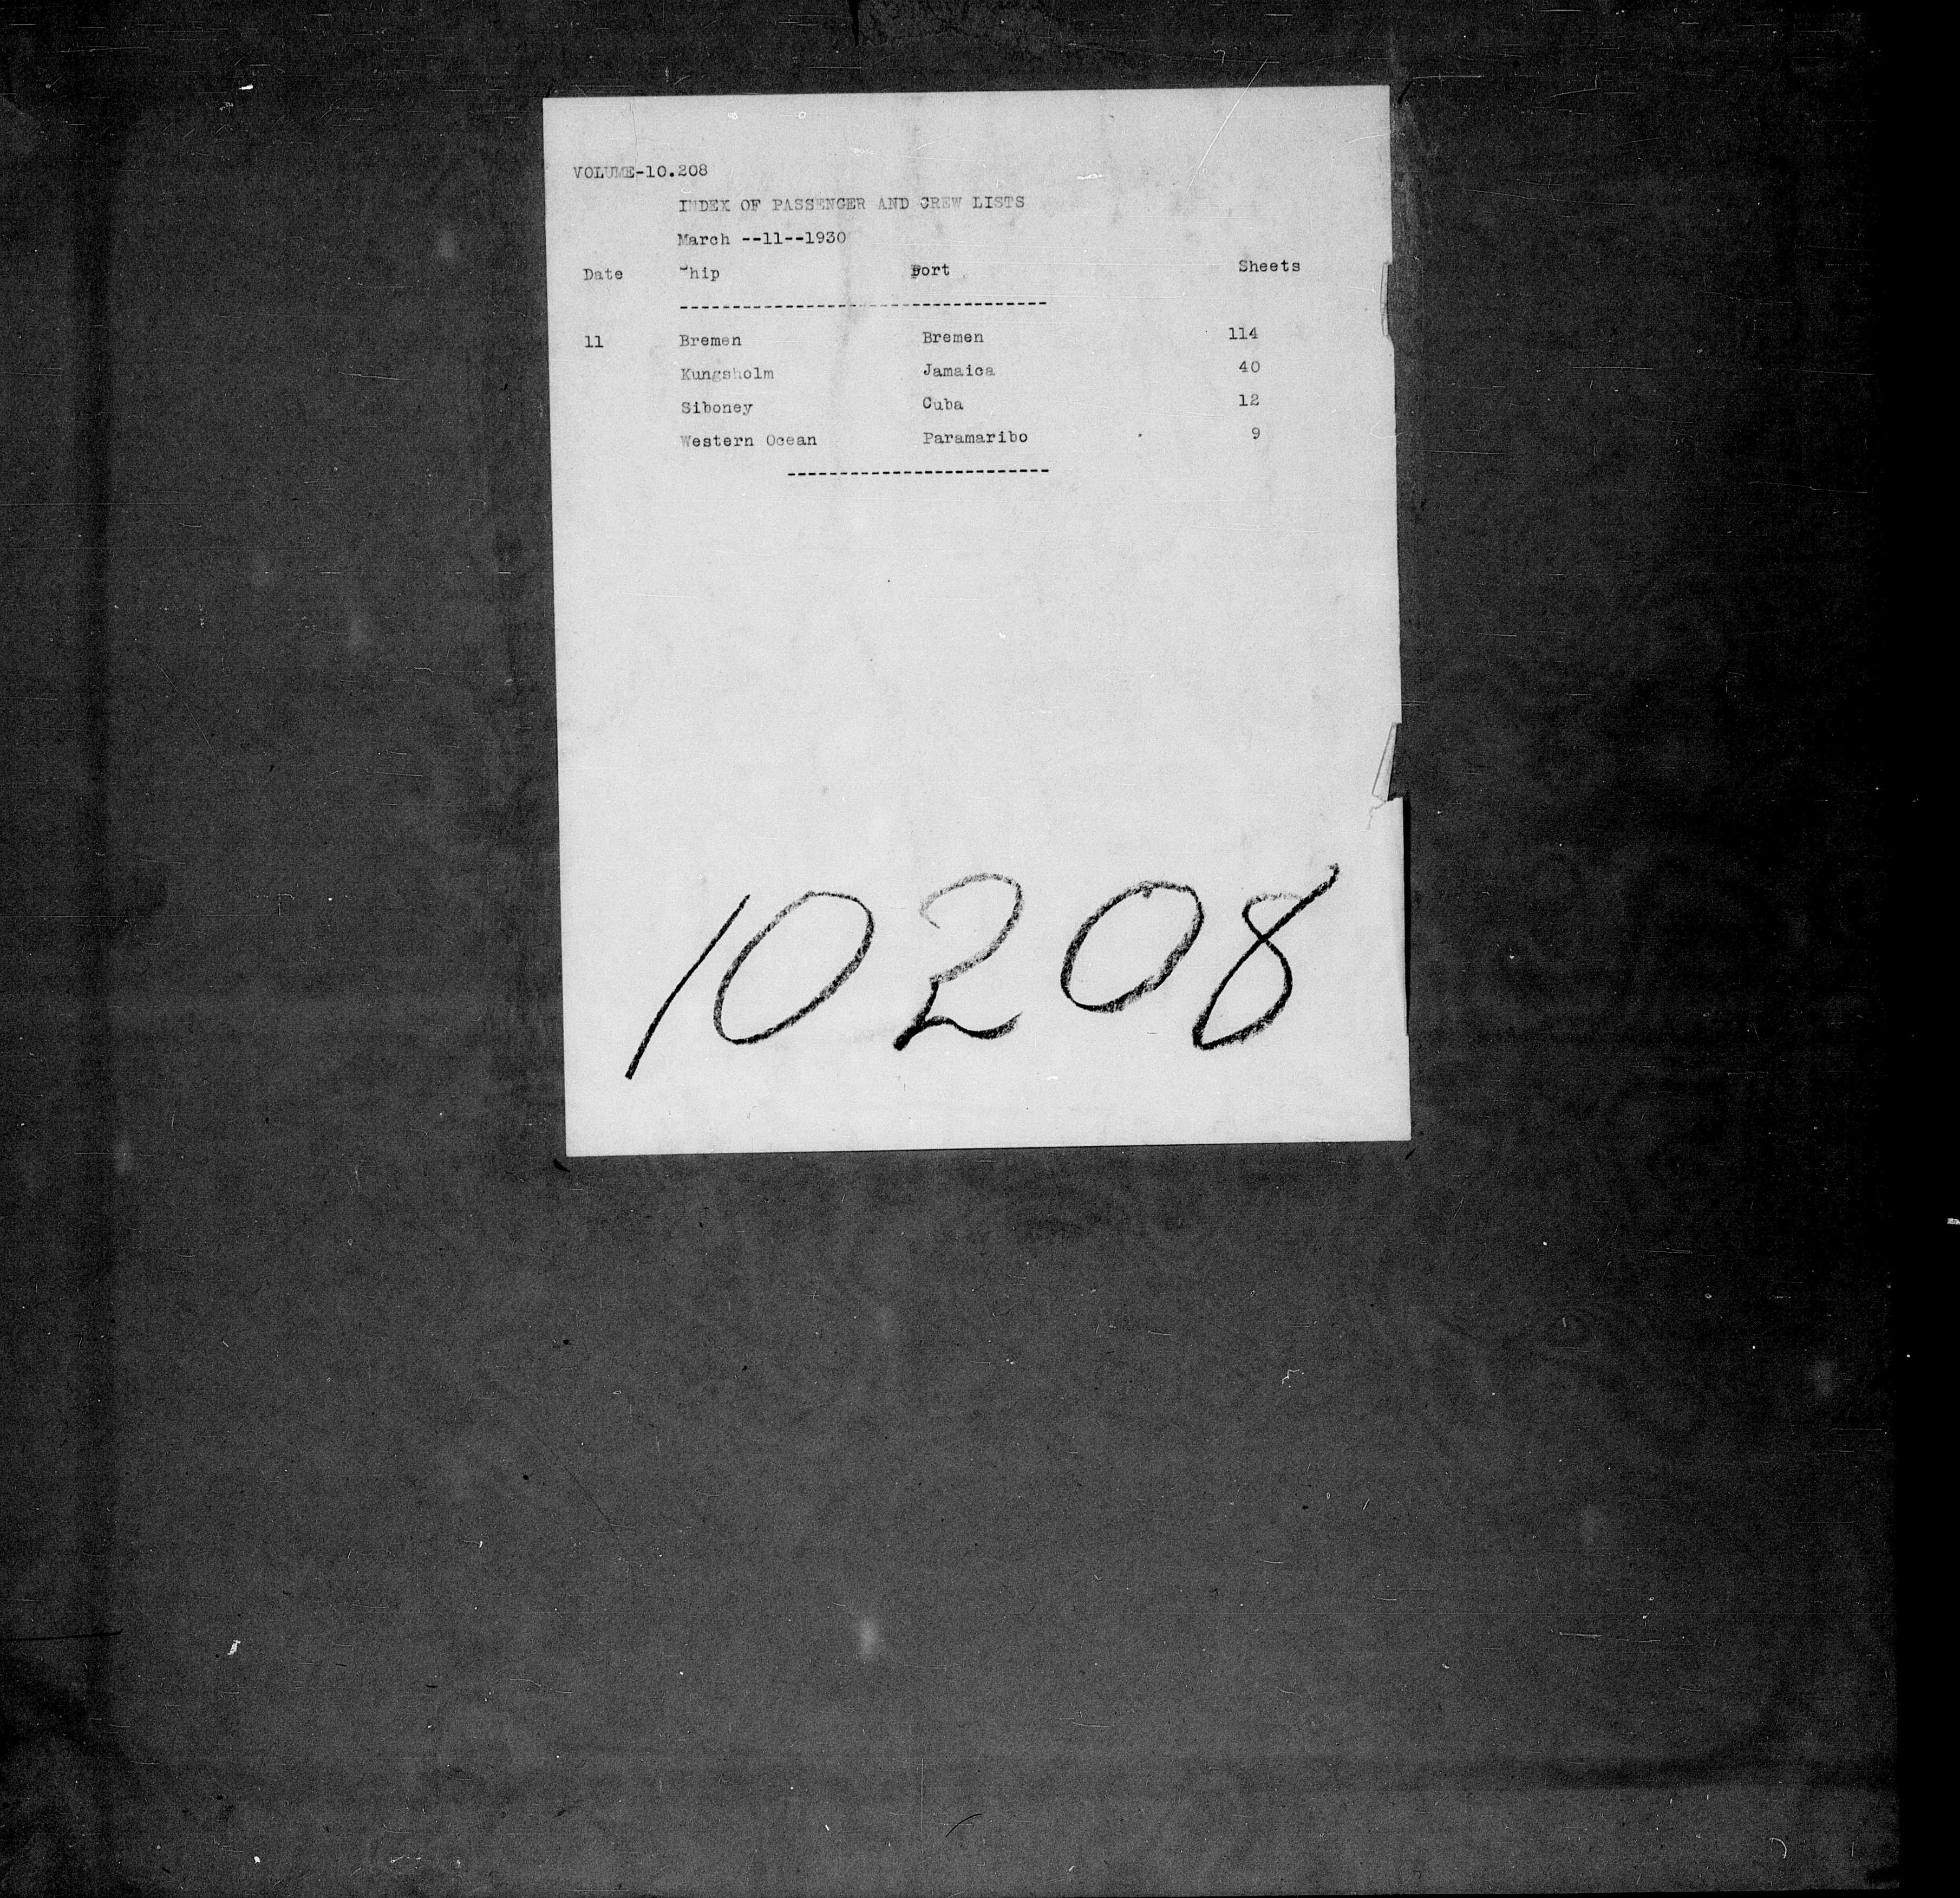 VOLUME-10.208
INDEX OF PASSENGER AND CREW LISTS
March --11--1930
Date Ship Port Sheets
-----------------------------------
11 Bremen Bremen 114
Kungsholm Jamaica 40
Siboney Cuba 12
Western Ocean Paramaribo 9
-------------------------
10208